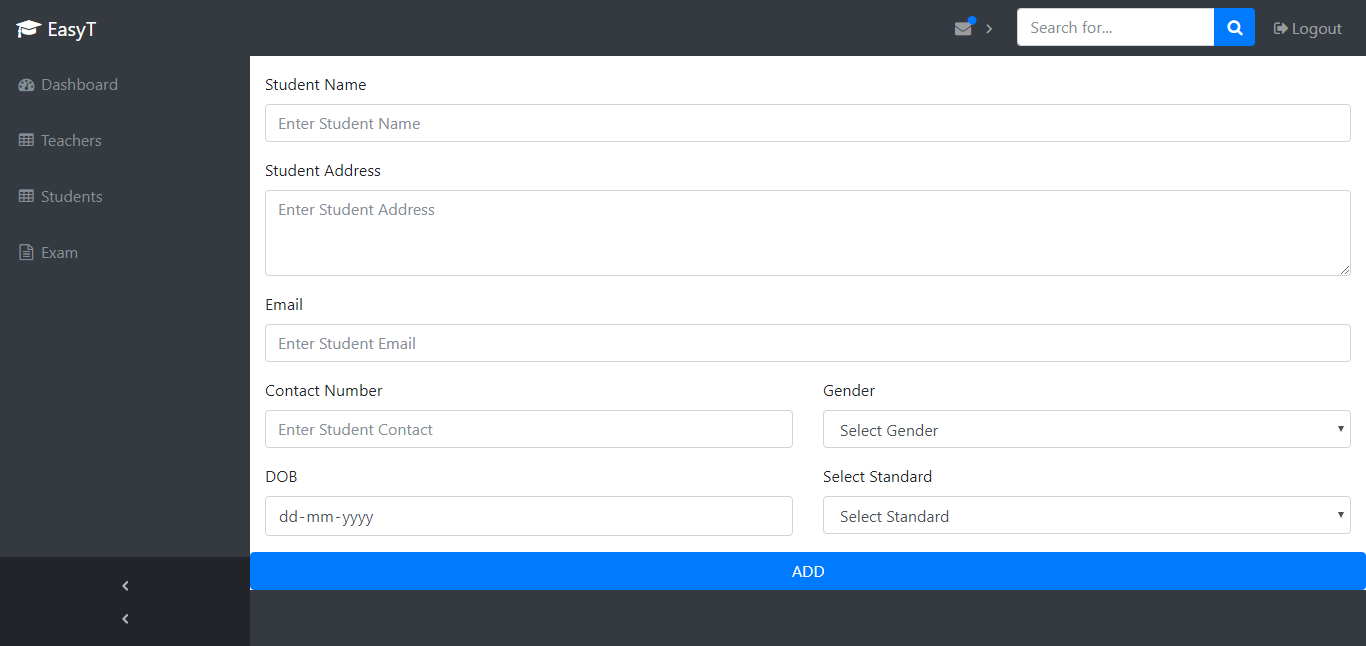 EasyT
Search for...
Logout
Dashboard
Teachers
Students
Exam
Student Name
Enter Student Name
Student Address
Enter Student Address
Email
Enter Student Email
Contact Number
Gender
Enter Student Contact
Select Gender
DOB
Select Standard
dd-mm-yyyy
Select Standard
ADD